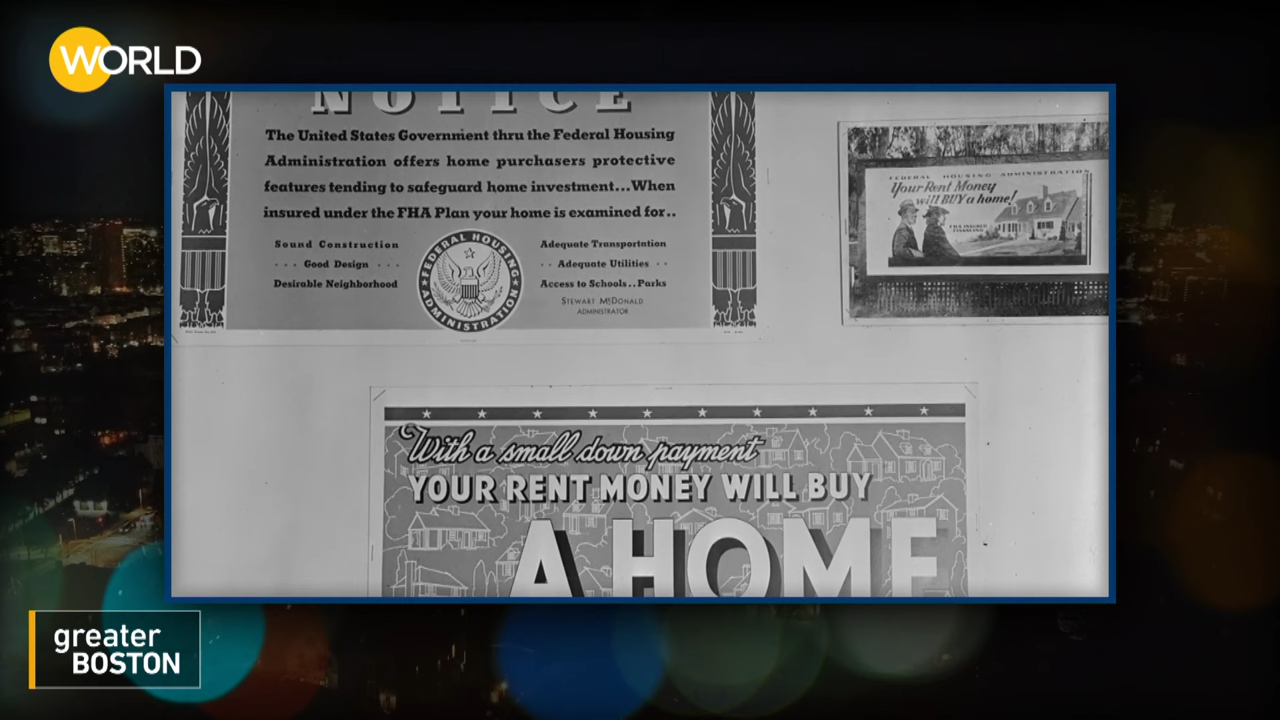 WORLD
NOTICE
The United States Government thru the Federal Housing
Administration offers home purchasers protective
features tending to safeguard home investment...When
insured under the FHA Plan your home is examined for..
Sound Construction
Good Design
Desirable Neighborhood
FEDERAL HOUSING
ADMINISTRATION
Adequate Transportation
Adequate Utilities
Access to Schools..Parks
STEWART McDONALD
ADMINISTRATOR
FEDERAL HOUSING ADMINISTRATION
Your Rent Money
will BUY a home!
FHA INSURED
FINANCING
With a small down payment
YOUR RENT MONEY WILL BUY
A HOME
greater
BOSTON